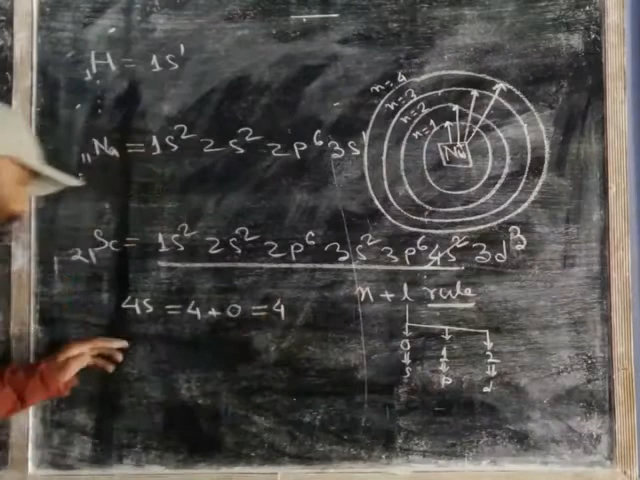 ₁H = 1s¹
₁₁Na = 1s² 2s² 2p⁶ 3s¹
n=4
n=3
n=2
n=1
Nu
₂₁Sc = 1s² 2s² 2p⁶ 3s² 3p⁶ 4s² 3d³
4s = 4 + 0 = 4
n + l rule
0 1 2
s p d